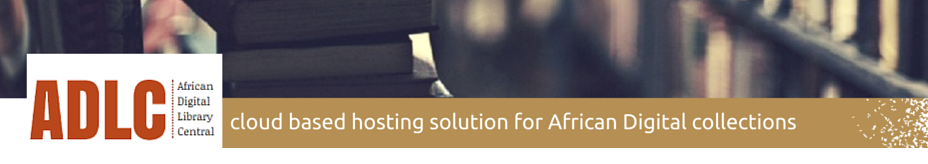 ADLC
African
Digital
Library
Central
cloud based hosting solution for African Digital collections